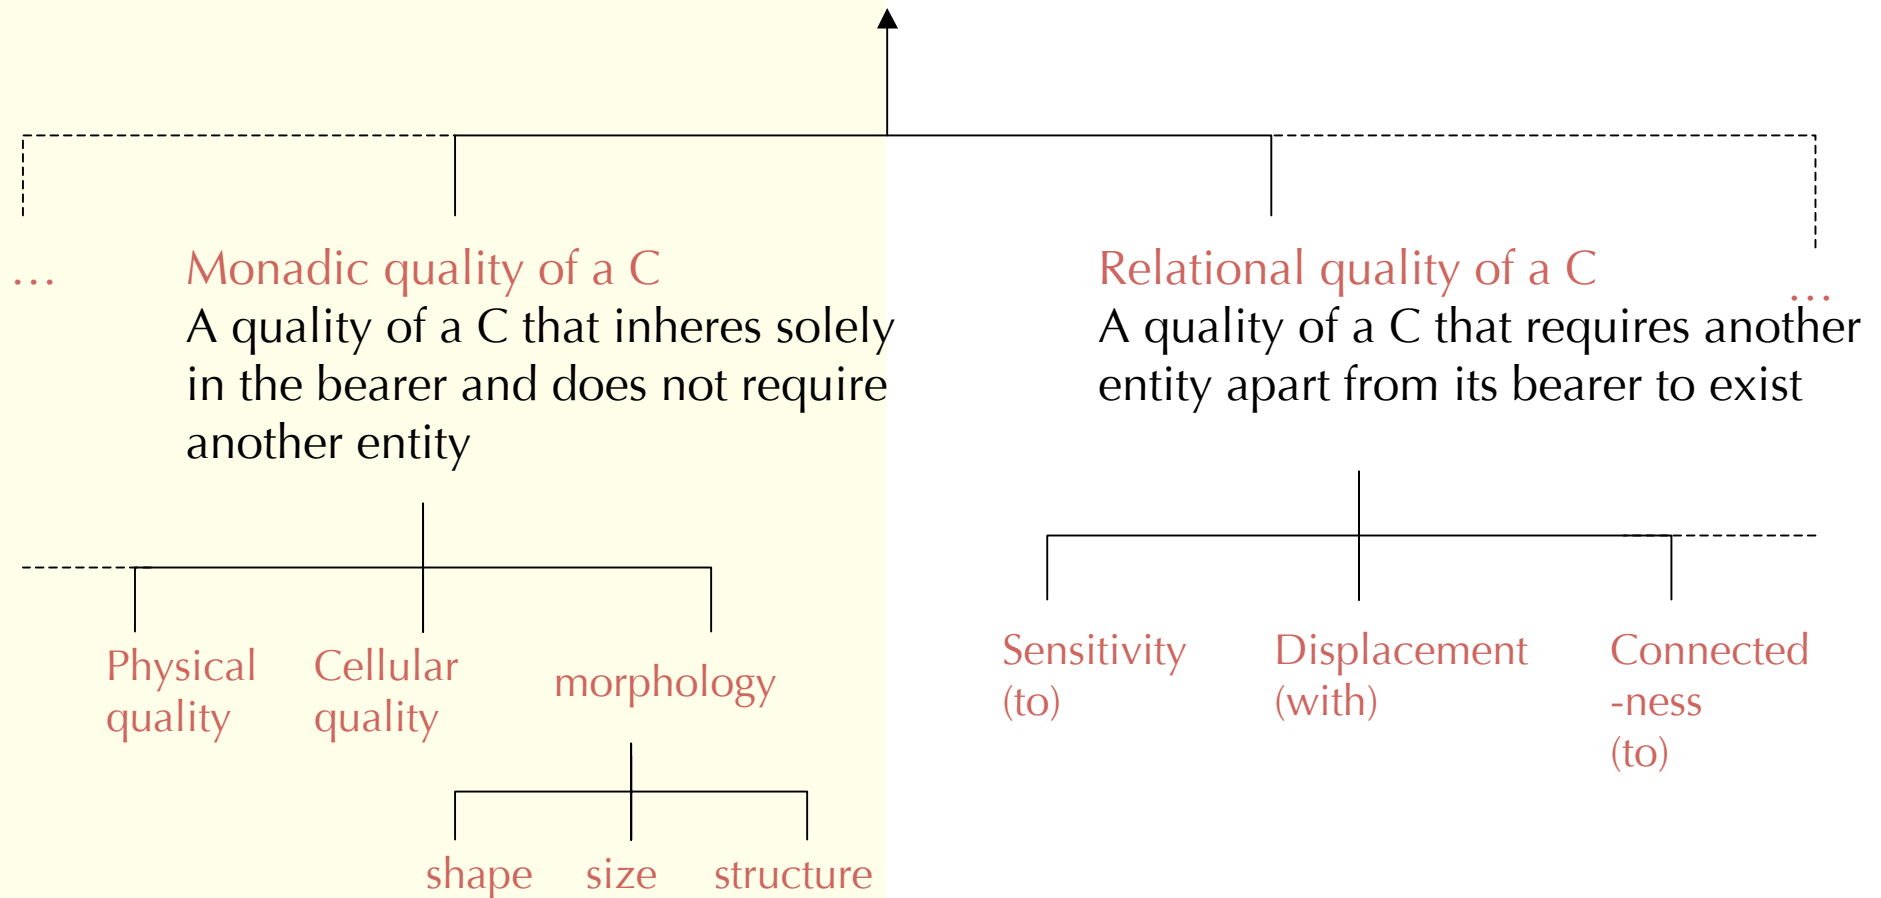 …
Monadic quality of a C
A quality of a C that inheres solely
in the bearer and does not require
another entity
Relational quality of a C
…
A quality of a C that requires another
entity apart from its bearer to exist
Physical
quality
Cellular
quality
morphology
shape
size
structure
Sensitivity
(to)
Displacement
(with)
Connected
-ness
(to)